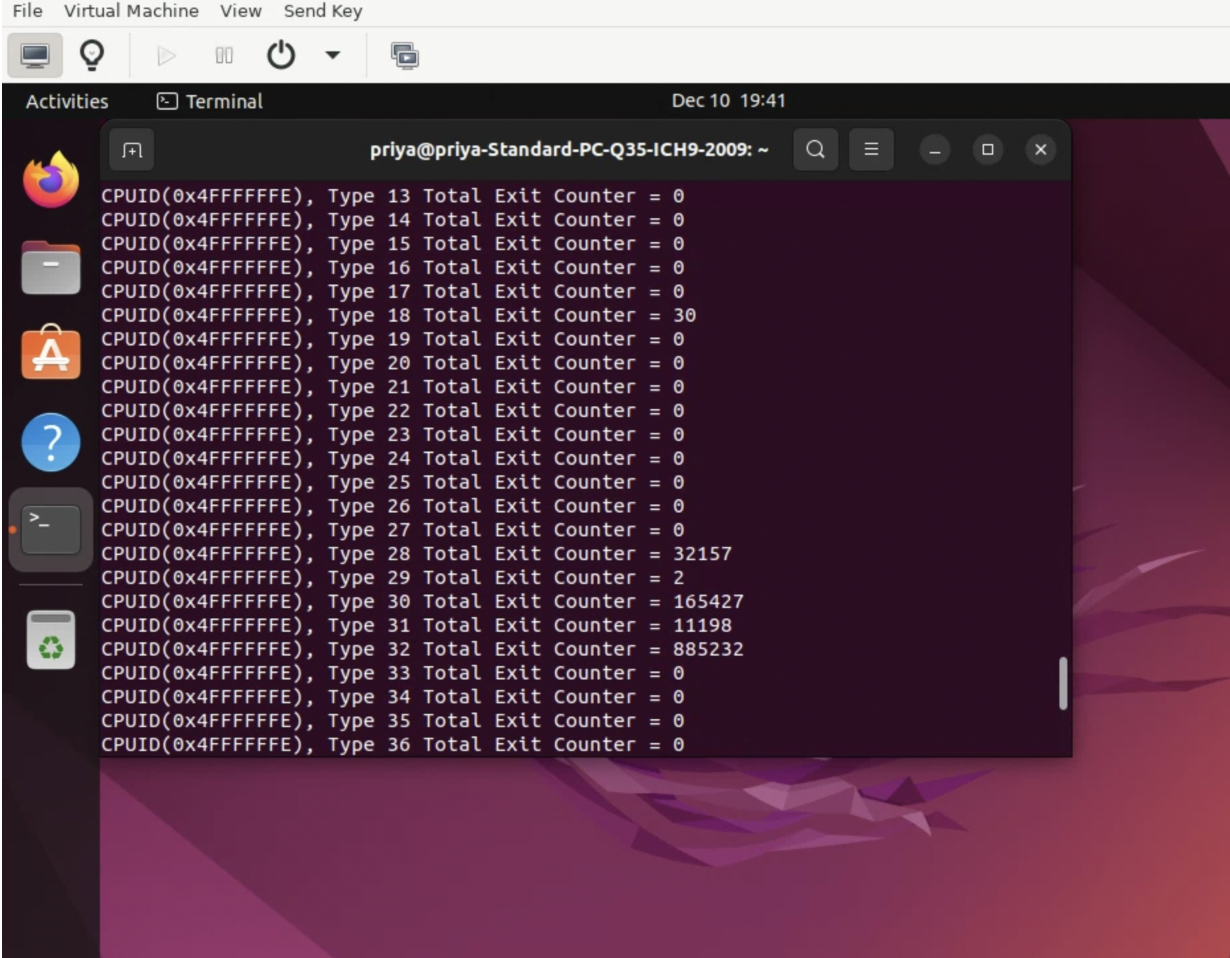 File Virtual Machine View Send Key
Activities Terminal Dec 10 19:41
priya@priya-Standard-PC-Q35-ICH9-2009: ~
CPUID(0x4FFFFFFE), Type 13 Total Exit Counter = 0
CPUID(0x4FFFFFFE), Type 14 Total Exit Counter = 0
CPUID(0x4FFFFFFE), Type 15 Total Exit Counter = 0
CPUID(0x4FFFFFFE), Type 16 Total Exit Counter = 0
CPUID(0x4FFFFFFE), Type 17 Total Exit Counter = 0
CPUID(0x4FFFFFFE), Type 18 Total Exit Counter = 30
CPUID(0x4FFFFFFE), Type 19 Total Exit Counter = 0
CPUID(0x4FFFFFFE), Type 20 Total Exit Counter = 0
CPUID(0x4FFFFFFE), Type 21 Total Exit Counter = 0
CPUID(0x4FFFFFFE), Type 22 Total Exit Counter = 0
CPUID(0x4FFFFFFE), Type 23 Total Exit Counter = 0
CPUID(0x4FFFFFFE), Type 24 Total Exit Counter = 0
CPUID(0x4FFFFFFE), Type 25 Total Exit Counter = 0
CPUID(0x4FFFFFFE), Type 26 Total Exit Counter = 0
CPUID(0x4FFFFFFE), Type 27 Total Exit Counter = 0
CPUID(0x4FFFFFFE), Type 28 Total Exit Counter = 32157
CPUID(0x4FFFFFFE), Type 29 Total Exit Counter = 2
CPUID(0x4FFFFFFE), Type 30 Total Exit Counter = 165427
CPUID(0x4FFFFFFE), Type 31 Total Exit Counter = 11198
CPUID(0x4FFFFFFE), Type 32 Total Exit Counter = 885232
CPUID(0x4FFFFFFE), Type 33 Total Exit Counter = 0
CPUID(0x4FFFFFFE), Type 34 Total Exit Counter = 0
CPUID(0x4FFFFFFE), Type 35 Total Exit Counter = 0
CPUID(0x4FFFFFFE), Type 36 Total Exit Counter = 0